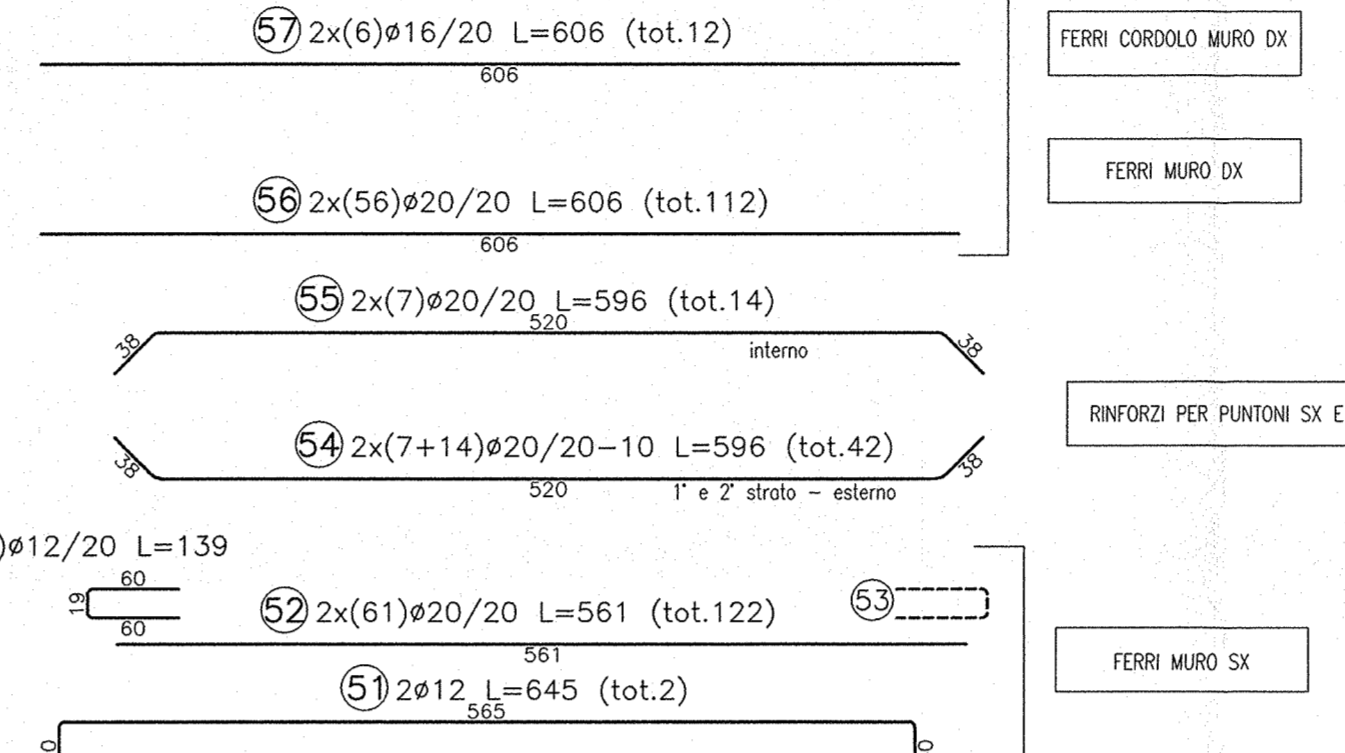 57 2x(6)ø16/20 L=606 (tot.12)
606
FERRI CORDOLO MURO DX
FERRI MURO DX
56 2x(56)ø20/20 L=606 (tot.112)
606
55 2x(7)ø20/20 L=596 (tot.14)
520
38
38
interno
RINFORZI PER PUNTONI SX E
54 2x(7+14)ø20/20-10 L=596 (tot.42)
38
38
520
1° e 2° strato - esterno
)ø12/20 L=139
60
19
60
52 2x(61)ø20/20 L=561 (tot.122)
53
561
FERRI MURO SX
51 2ø12 L=645 (tot.2)
565
0
0